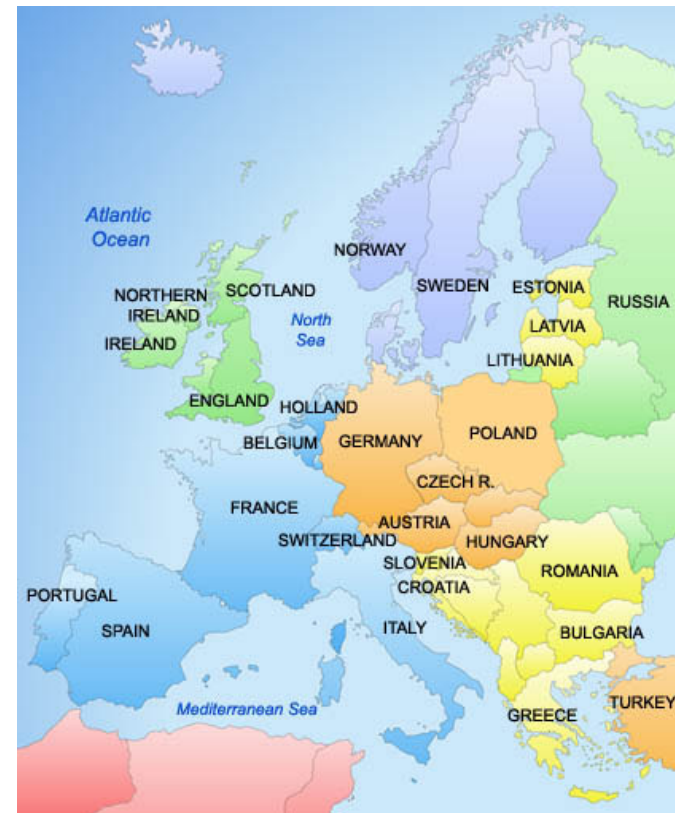 Atlantic
Ocean
NORWAY
SWEDEN
ESTONIA
RUSSIA
SCOTLAND
NORTHERN
IRELAND
North
Sea
LATVIA
IRELAND
LITHUANIA
ENGLAND
HOLLAND
BELGIUM
GERMANY
POLAND
CZECH R.
FRANCE
AUSTRIA
SWITZERLAND
HUNGARY
SLOVENIA
ROMANIA
CROATIA
PORTUGAL
SPAIN
ITALY
BULGARIA
Mediterranean Sea
GREECE
TURKEY